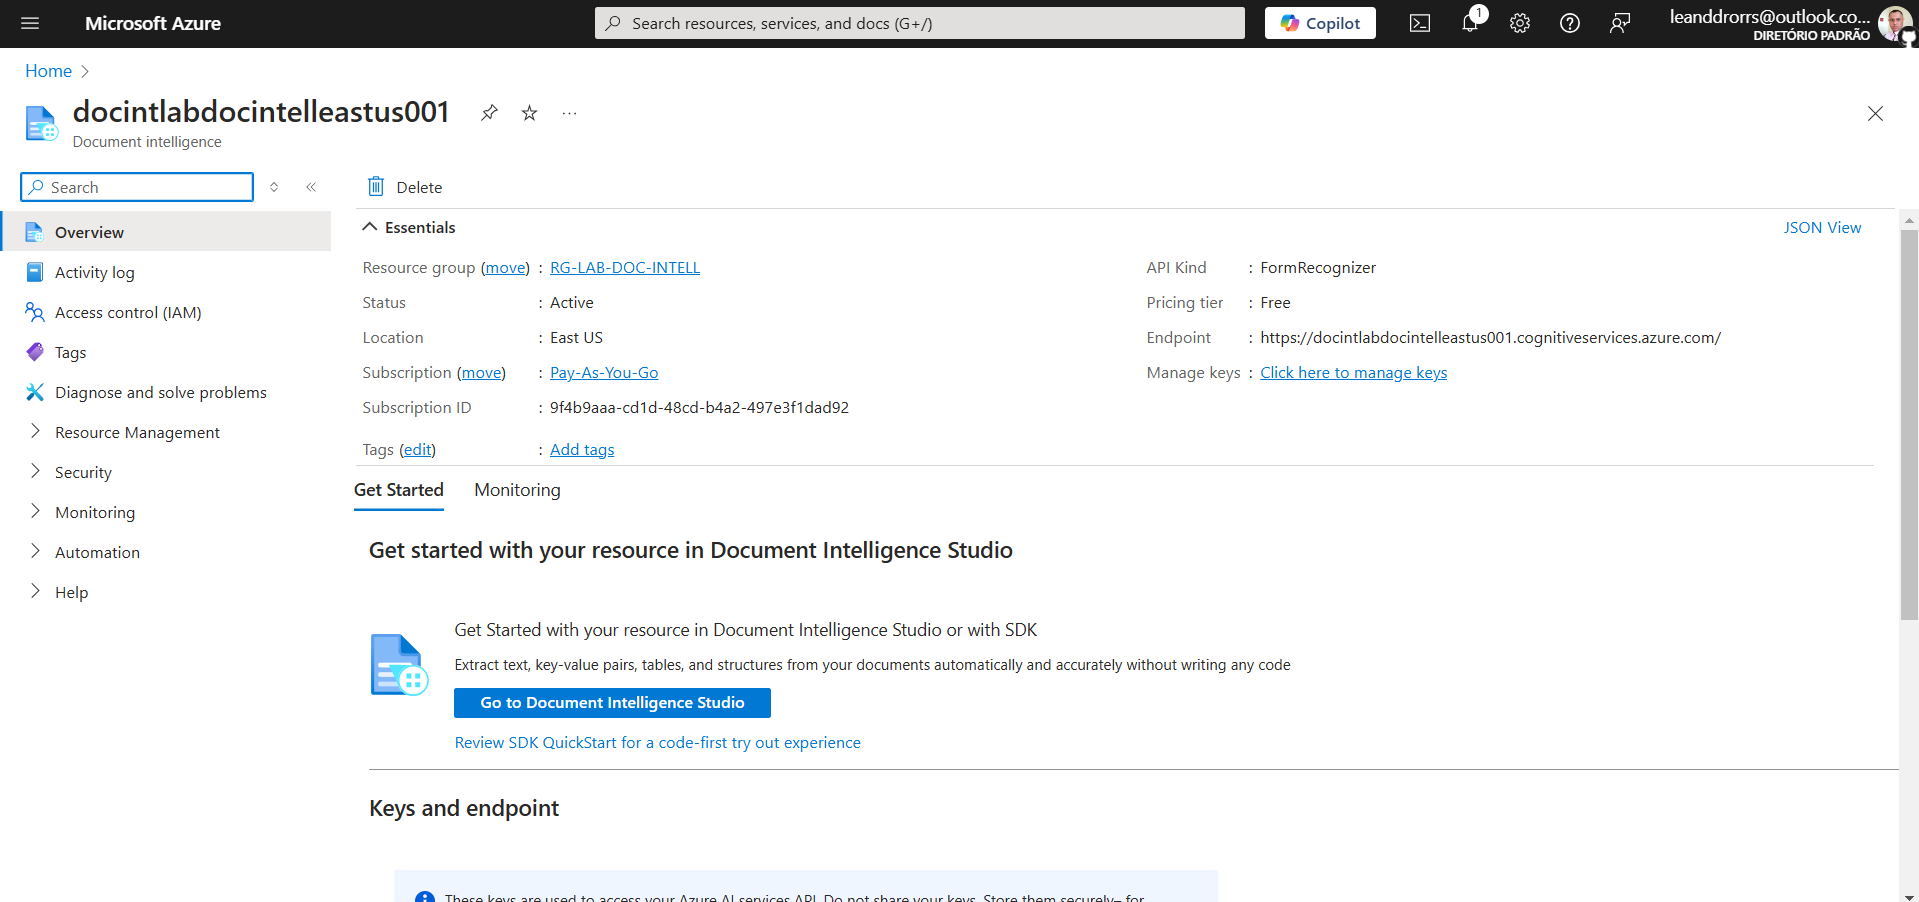 Microsoft Azure
Search resources, services, and docs (G+/)
Copilot
1
leanddrorrs@outlook.co...
DIRETÓRIO PADRÃO
Home
docintlabdocintelleastus001
Document intelligence
Search
Delete
Overview
Activity log
Access control (IAM)
Tags
Diagnose and solve problems
Resource Management
Security
Monitoring
Automation
Help
Essentials
JSON View
Resource group (move) : RG-LAB-DOC-INTELL
Status : Active
Location : East US
Subscription (move) : Pay-As-You-Go
Subscription ID : 9f4b9aaa-cd1d-48cd-b4a2-497e3f1dad92
Tags (edit) : Add tags
API Kind : FormRecognizer
Pricing tier : Free
Endpoint : https://docintlabdocintelleastus001.cognitiveservices.azure.com/
Manage keys : Click here to manage keys
Get Started Monitoring
Get started with your resource in Document Intelligence Studio
Get Started with your resource in Document Intelligence Studio or with SDK
Extract text, key-value pairs, tables, and structures from your documents automatically and accurately without writing any code
Go to Document Intelligence Studio
Review SDK QuickStart for a code-first try out experience
Keys and endpoint
These keys are used to access your Azure AI services API. Do not share your keys. Store them securely– for